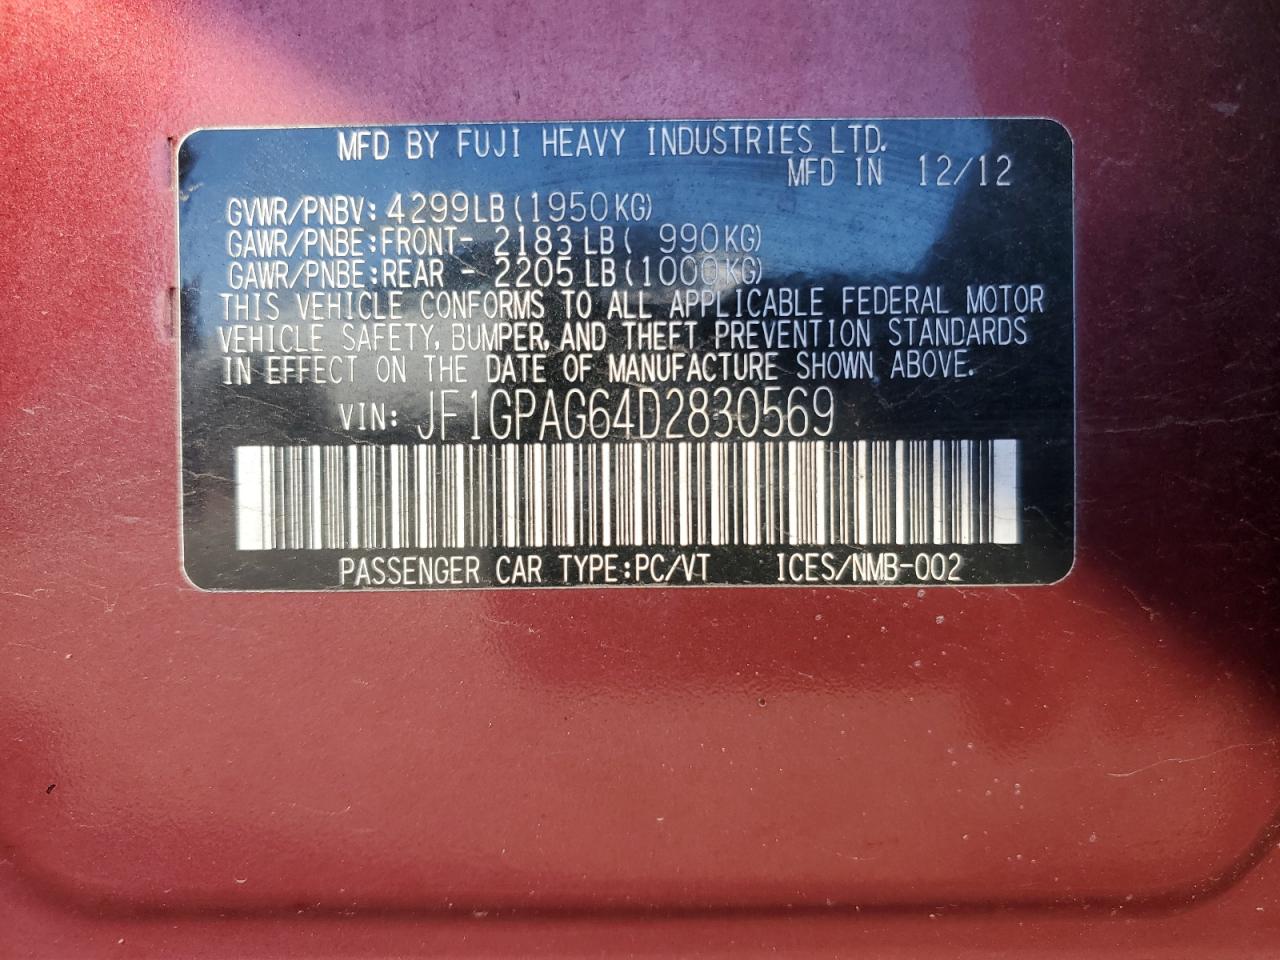 MFD BY FUJI HEAVY INDUSTRIES LTD.
MFD IN 12/12
GVWR/PNBV: 4299LB(1950KG)
GAWR/PNBE:FRONT- 2183LB( 990KG)
GAWR/PNBE:REAR - 2205LB(1000KG)
THIS VEHICLE CONFORMS TO ALL APPLICABLE FEDERAL MOTOR
VEHICLE SAFETY, BUMPER, AND THEFT PREVENTION STANDARDS
IN EFFECT ON THE DATE OF MANUFACTURE SHOWN ABOVE.
VIN: JF1GPAG64D2830569
PASSENGER CAR TYPE:PC/VT ICES/NMB-002